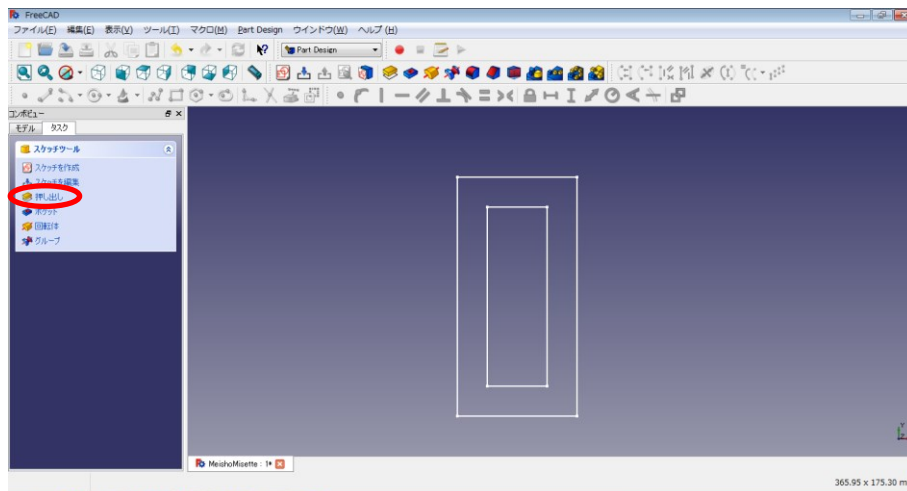 FreeCAD
ファイル(F) 編集(E) 表示(V) ツール(T) マクロ(M) Part Design ウインドウ(W) ヘルプ(H)
Part Design
コンボビュー
モデル タスク
スケッチツール
スケッチを作成
スケッチを編集
押し出し
ポケット
回転体
グルーブ
Y
MeishoMisette : 1*
365.95 x 175.30 m